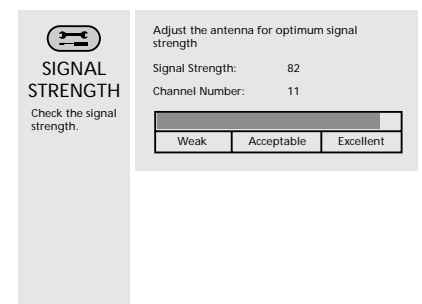 SIGNAL
STRENGTH
Check the signal
strength.
Adjust the antenna for optimum signal
strength
Signal Strength: 82
Channel Number: 11
Weak Acceptable Excellent